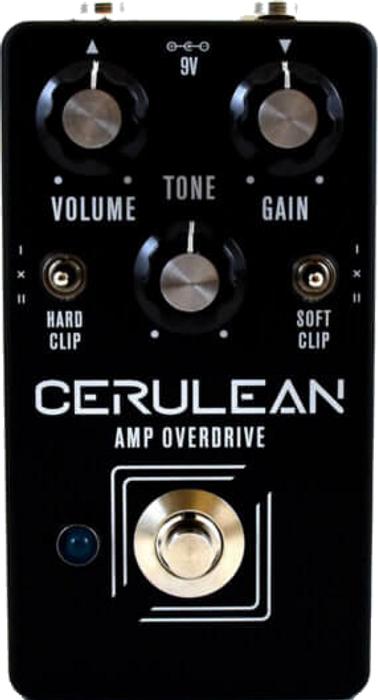 9V
VOLUME
TONE
GAIN
HARD
CLIP
SOFT
CLIP
CERULEAN
AMP OVERDRIVE